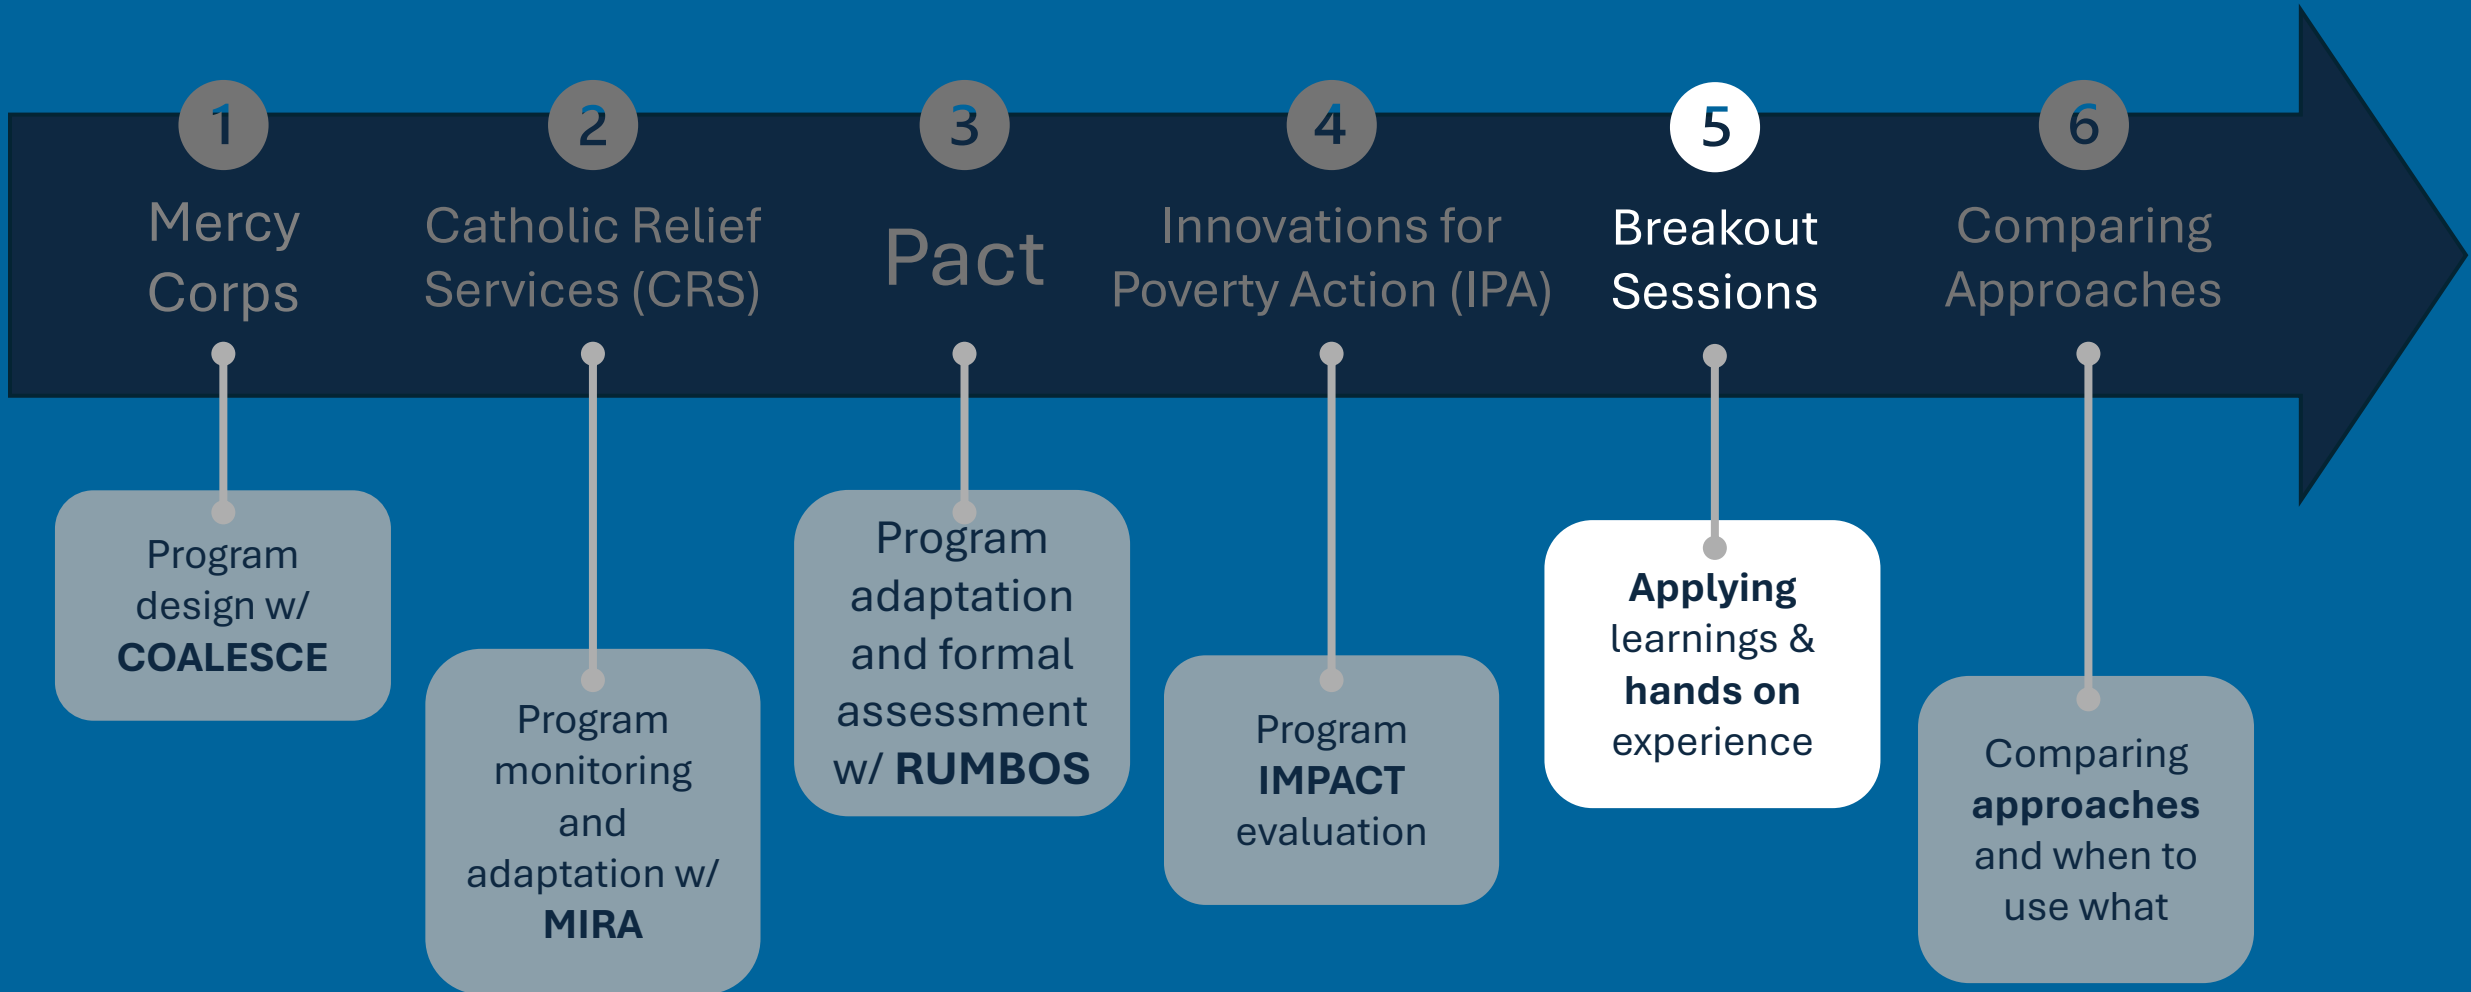 1
Mercy
Corps
Program
design w/
COALESCE
2
Catholic Relief
Services (CRS)
Program
monitoring
and
adaptation w/
MIRA
3
Pact
Program
adaptation
and formal
assessment
w/ RUMBOS
4
Innovations for
Poverty Action (IPA)
Program
IMPACT
evaluation
5
Breakout
Sessions
Applying
learnings &
hands on
experience
6
Comparing
Approaches
Comparing
approaches
and when to
use what